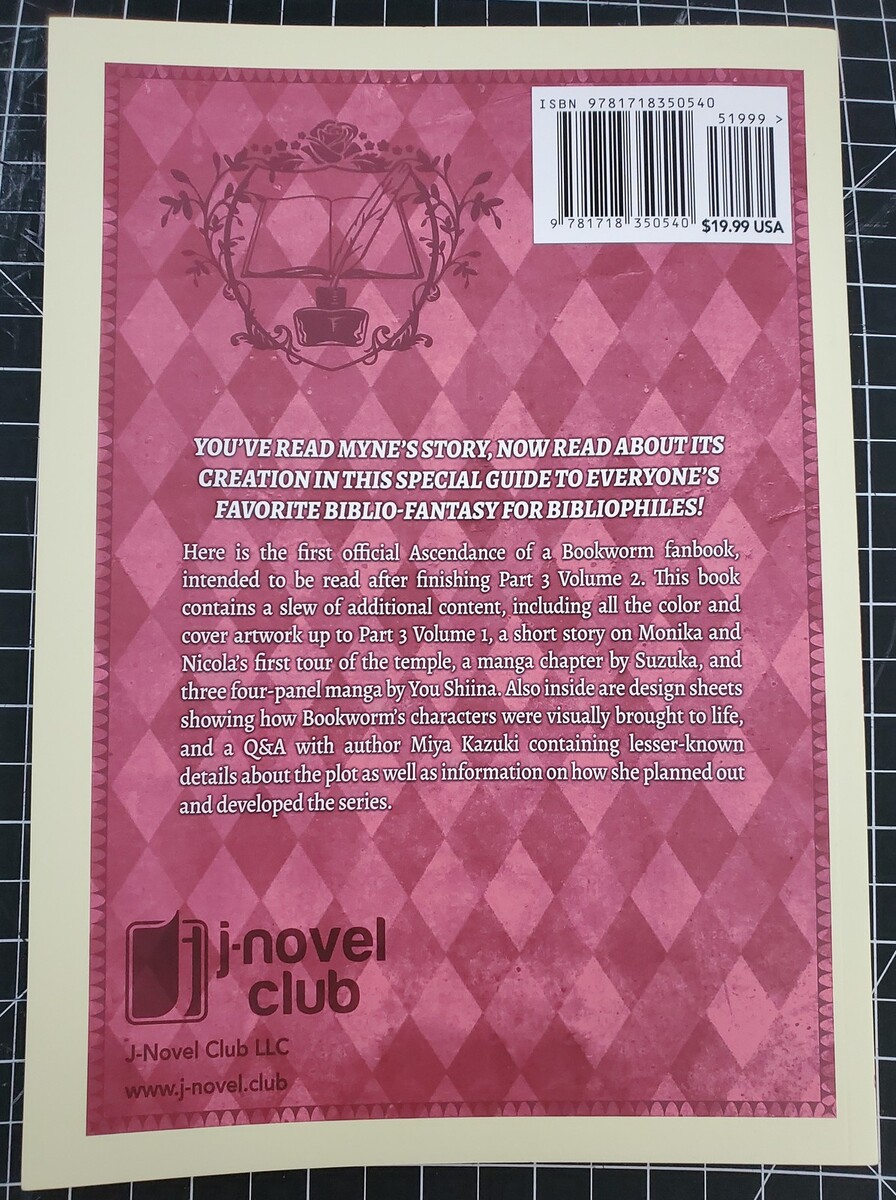 ISBN 9781718350540
51999 >
9 781718 350540
$19.99 USA
YOU'VE READ MYNE'S STORY, NOW READ ABOUT ITS
CREATION IN THIS SPECIAL GUIDE TO EVERYONE'S
FAVORITE BIBLIO-FANTASY FOR BIBLIOPHILES!
Here is the first official Ascendance of a Bookworm fanbook,
intended to be read after finishing Part 3 Volume 2. This book
contains a slew of additional content, including all the color and
cover artwork up to Part 3 Volume 1, a short story on Monika and
Nicola's first tour of the temple, a manga chapter by Suzuka, and
three four-panel manga by You Shiina. Also inside are design sheets
showing how Bookworm's characters were visually brought to life,
and a Q&A with author Miya Kazuki containing lesser-known
details about the plot as well as information on how she planned out
and developed the series.
j-novel
club
J-Novel Club LLC
www.j-novel.club